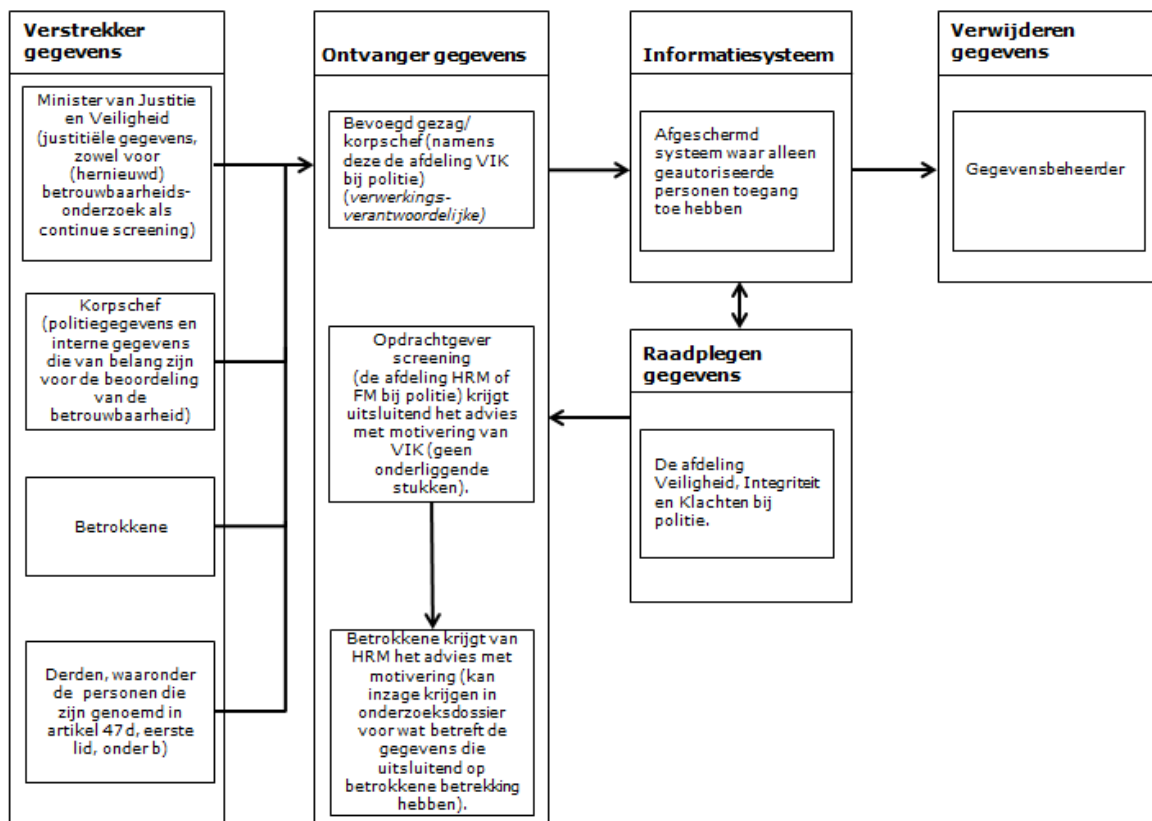 Verstrekker
gegevens
Minister van Justitie
en Veiligheid
(justitiële gegevens,
zowel voor
(hernieuwd)
betrouwbaarheids-
onderzoek als
continue screening)
Korpschef
(politiegegevens en
interne gegevens
die van belang zijn
voor de beoordeling
van de
betrouwbaarheid)
Betrokkene
Derden, waaronder
de personen die
zijn genoemd in
artikel 47d, eerste
lid, onder b)
Ontvanger gegevens
Bevoegd gezag/
korpschef (namens
deze de afdeling VIK
bij politie)
(verwerkings-
verantwoordelijke)
Opdrachtgever
screening
(de afdeling HRM of
FM bij politie) krijgt
uitsluitend het advies
met motivering van
VIK (geen
onderliggende
stukken).
Betrokkene krijgt van
HRM het advies met
motivering (kan
inzage krijgen in
onderzoeksdossier
voor wat betreft de
gegevens die
uitsluitend op
betrokkene betrekking
hebben).
Informatiesysteem
Afgeschermd
systeem waar alleen
geautoriseerde
personen toegang
toe hebben
Raadplegen
gegevens
De afdeling
Veiligheid, Integriteit
en Klachten bij
politie.
Verwijderen
gegevens
Gegevensbeheerder